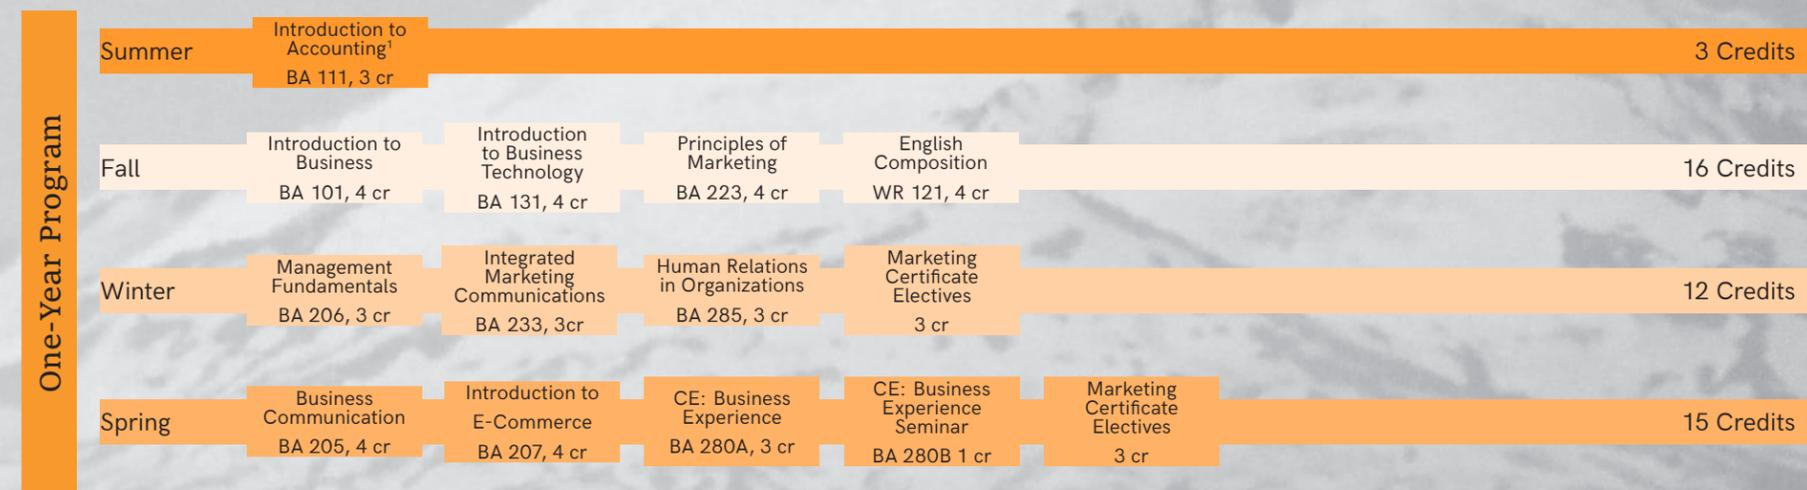 One-Year Program
Summer
Introduction to
Accounting¹
BA 111, 3 cr
3 Credits
Fall
Introduction to
Business
BA 101, 4 cr
Introduction
to Business
Technology
BA 131, 4 cr
Principles of
Marketing
BA 223, 4 cr
English
Composition
WR 121, 4 cr
16 Credits
Winter
Management
Fundamentals
BA 206, 3 cr
Integrated
Marketing
Communications
BA 233, 3cr
Human Relations
in Organizations
BA 285, 3 cr
Marketing
Certificate
Electives
3 cr
12 Credits
Spring
Business
Communication
BA 205, 4 cr
Introduction to
E-Commerce
BA 207, 4 cr
CE: Business
Experience
BA 280A, 3 cr
CE: Business
Experience
Seminar
BA 280B 1 cr
Marketing
Certificate
Electives
3 cr
15 Credits